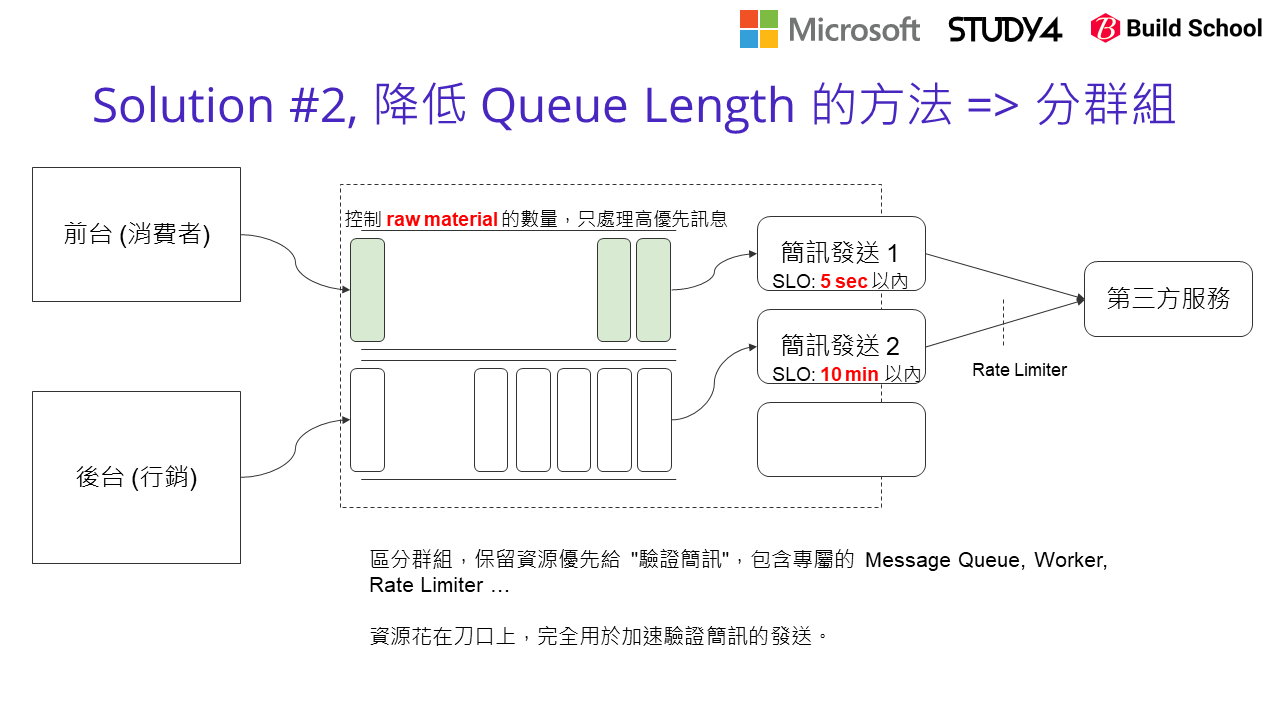 Microsoft STUDY4 Build School
Solution #2, 降低 Queue Length 的方法 => 分群組
前台 (消費者)
控制 raw material 的數量，只處理高優先訊息
簡訊發送 1
SLO: 5 sec 以內
簡訊發送 2
SLO: 10 min 以內
第三方服務
Rate Limiter
後台 (行銷)
區分群組，保留資源優先給 "驗證簡訊"，包含專屬的 Message Queue, Worker,
Rate Limiter …
資源花在刀口上，完全用於加速驗證簡訊的發送。